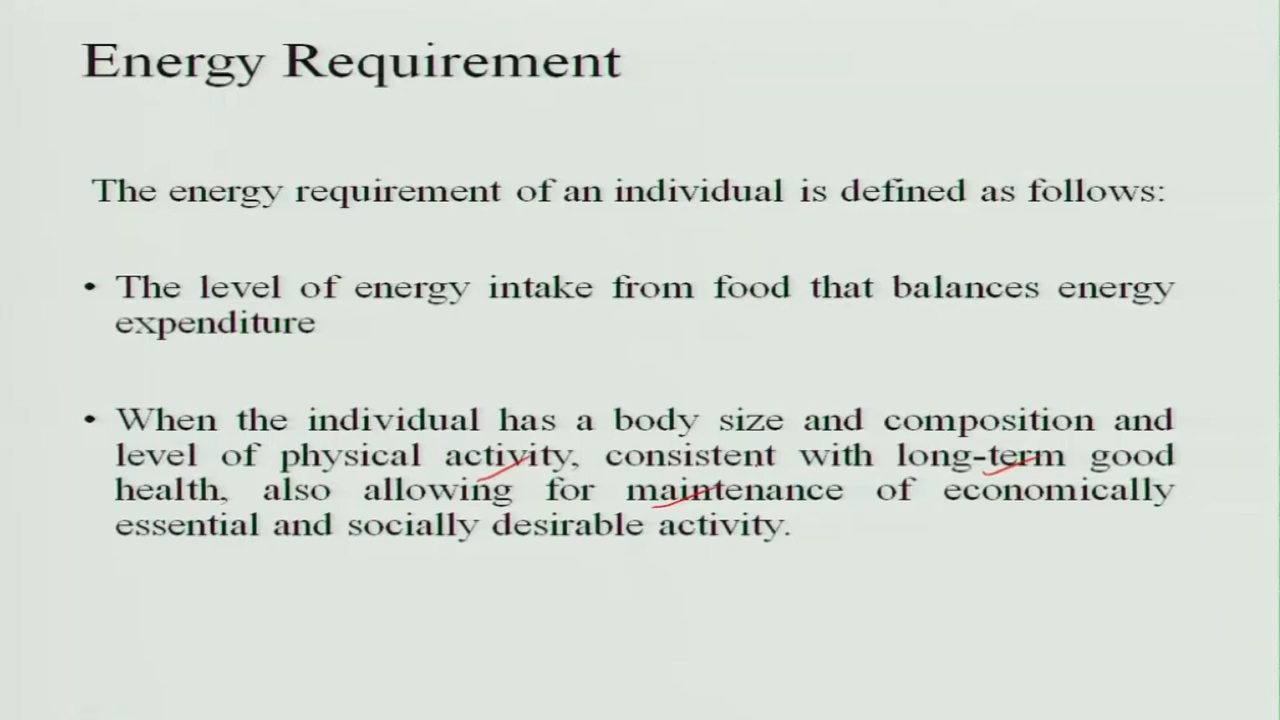 Energy Requirement
The energy requirement of an individual is defined as follows:
• The level of energy intake from food that balances energy
expenditure
• When the individual has a body size and composition and
level of physical activity, consistent with long-term good
health, also allowing for maintenance of economically
essential and socially desirable activity.